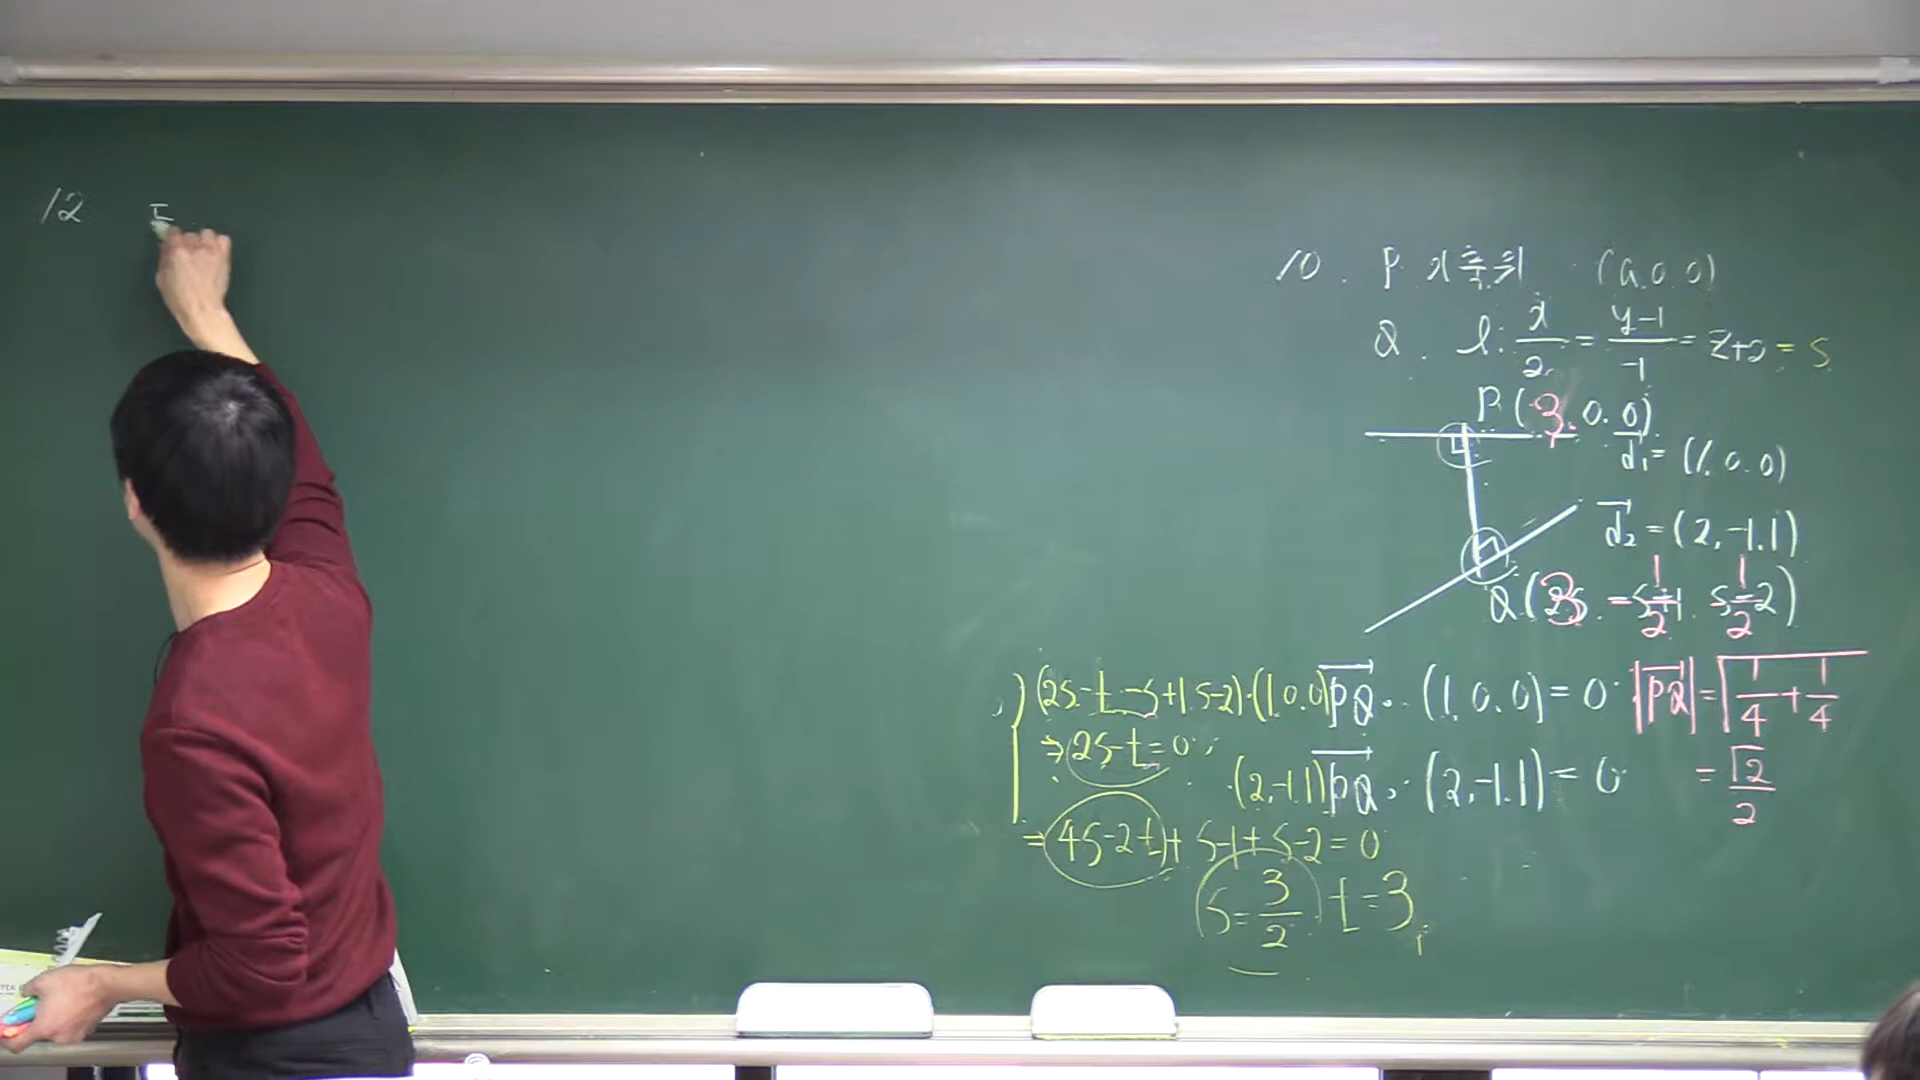 12
10. P. x축위 (a.0.0)
Q. l: x/2 = y-1/-1 = z+2 = s
P(3.0.0)
d₁ = (1.0.0)
d₂ = (2,-1.1)
(2s-t.-s+1.s-2)·(1.0.0) PQ·(1.0.0) = 0 |PQ| = √1/4+1/4
⇒ 2s-t=0
(2,-1.1) PQ·(2,-1.1) = 0 = √2/2
⇒ 4s-2t+s-1+s-2=0
s=3/2 t=3